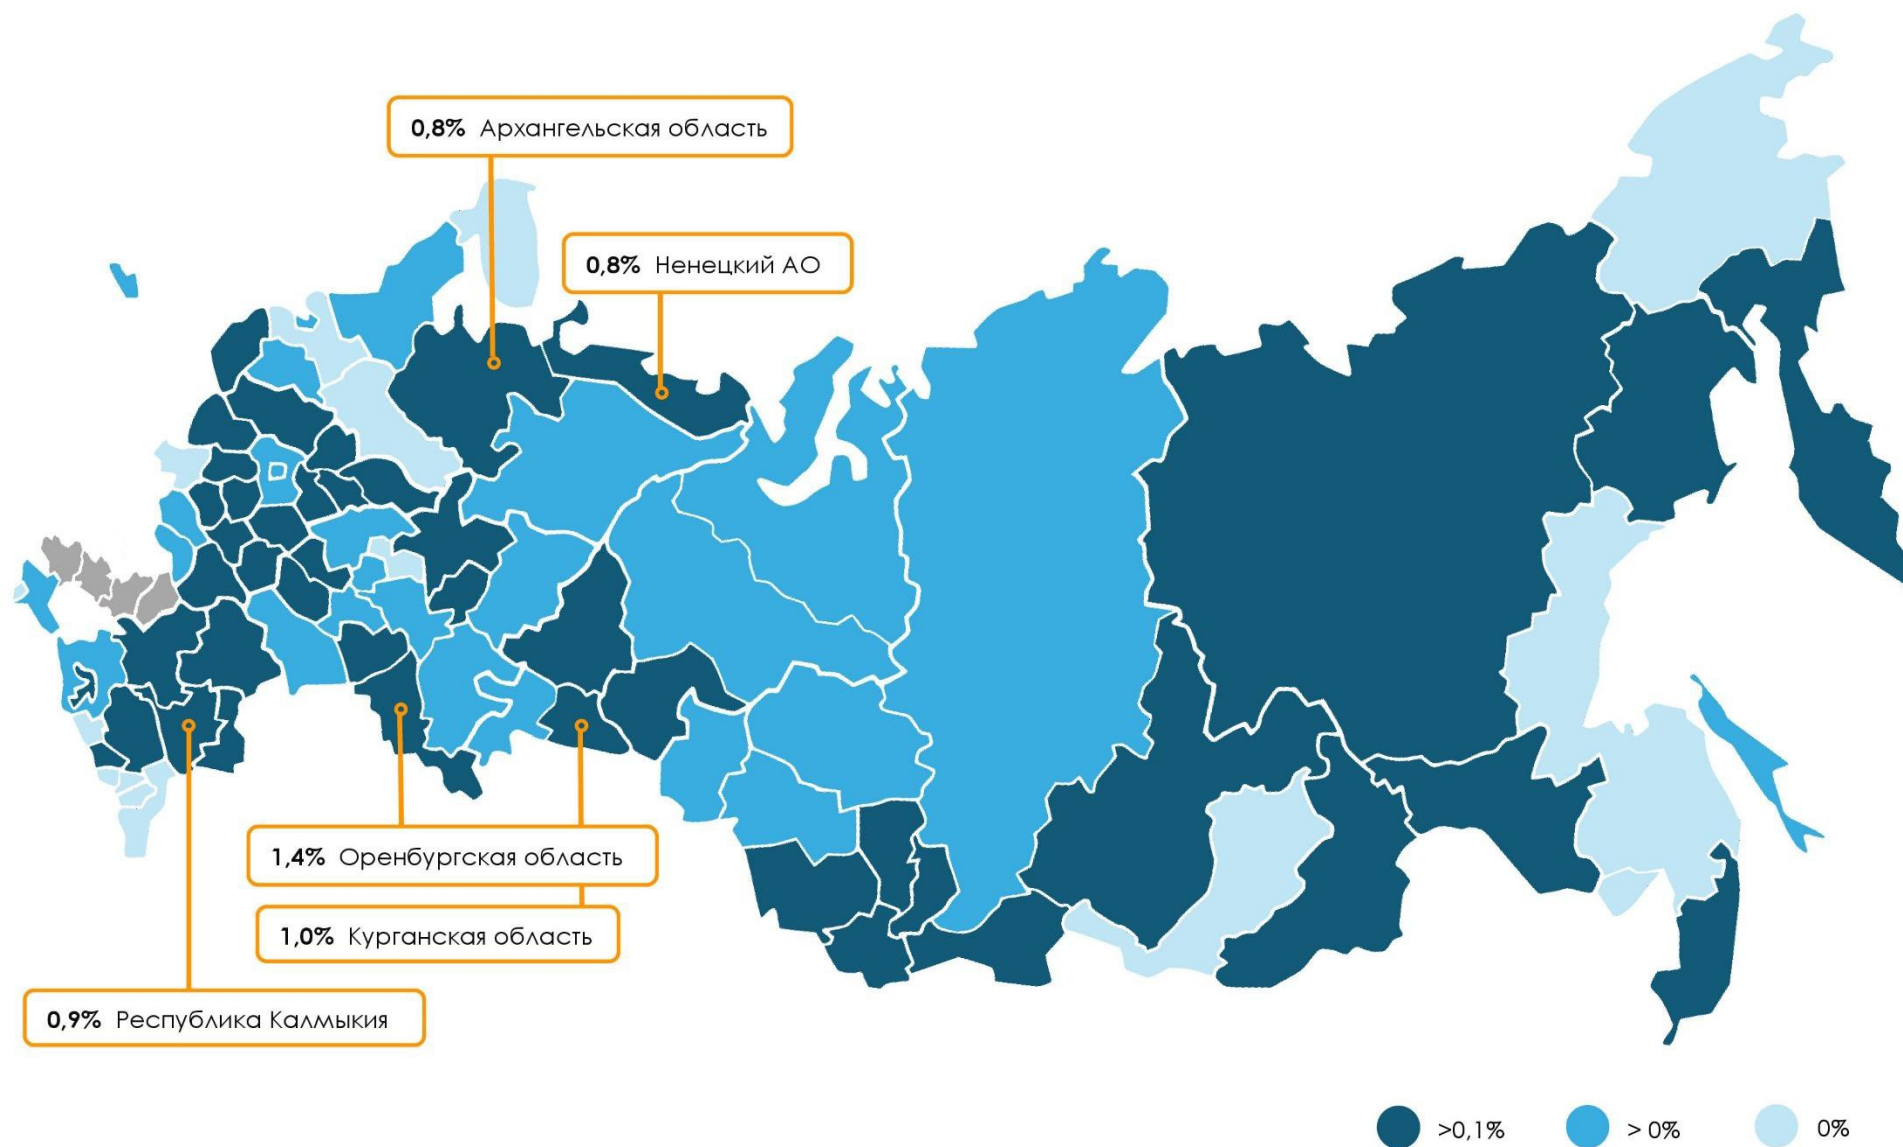 0,8% Архангельская область
0,8% Ненецкий АО
1,4% Оренбургская область
1,0% Курганская область
0,9% Республика Калмыкия
>0,1%
> 0%
0%